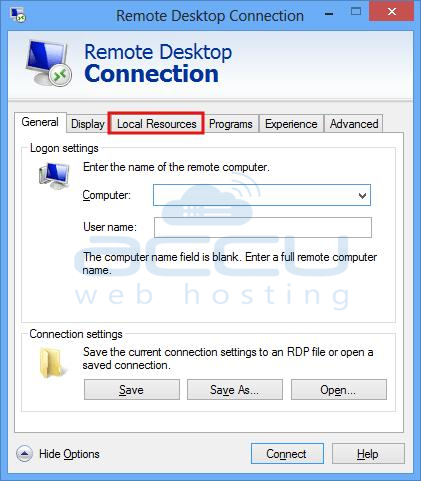 Remote Desktop Connection
Remote Desktop
Connection
General Display Local Resources Programs Experience Advanced
Logon settings
Enter the name of the remote computer.
Computer:
User name:
accu
web hosting
The computer name field is blank. Enter a full remote computer
name.
Connection settings
Save the current connection settings to an RDP file or open a
saved connection.
Save Save As... Open...
Hide Options Connect Help